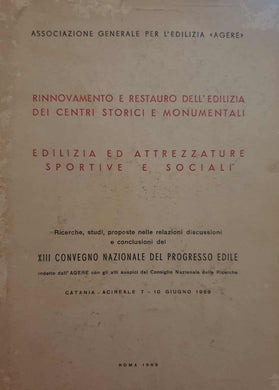 ASSOCIAZIONE GENERALE PER L'EDILIZIA «AGERE»
RINNOVAMENTO E RESTAURO DELL'EDILIZIA
DEI CENTRI STORICI E MONUMENTALI
EDILIZIA ED ATTREZZATURE
SPORTIVE E SOCIALI
Ricerche, studi, proposte nelle relazioni discussioni
e conclusioni del
XIII CONVEGNO NAZIONALE DEL PROGRESSO EDILE
indetto dall'AGERE con gli alti auspici del Consiglio Nazionale delle Ricerche
CATANIA - ACIREALE 7 - 10 GIUGNO 1969
ROMA 1969